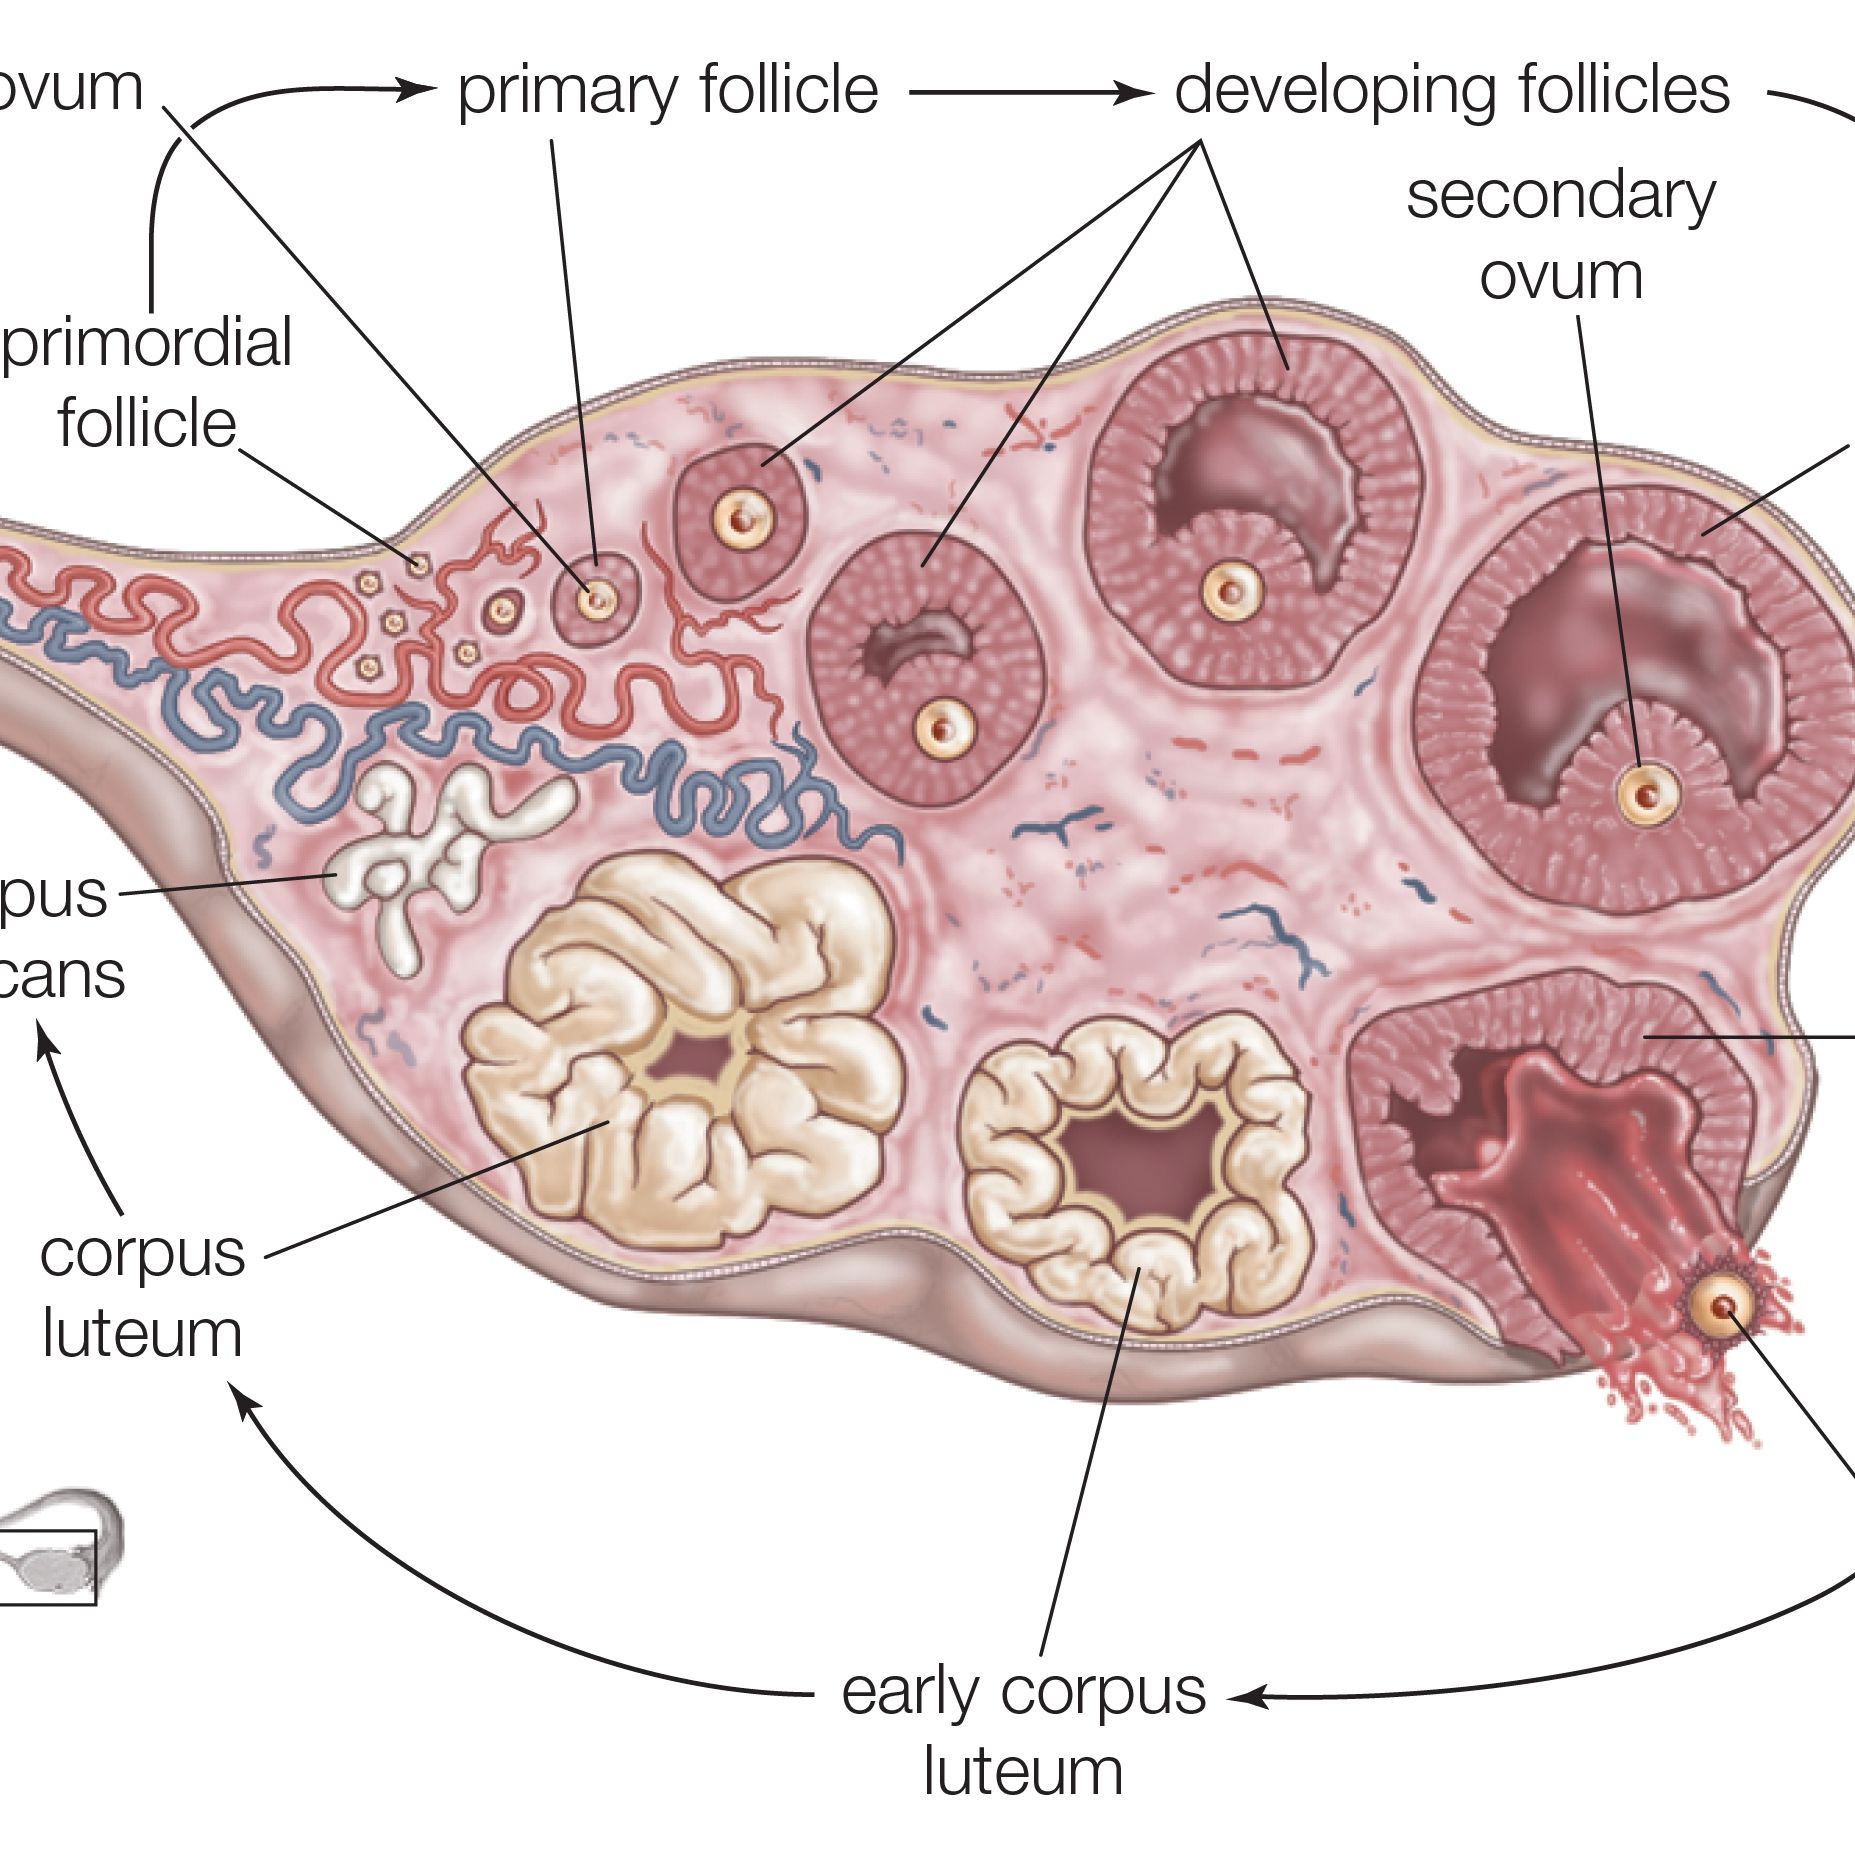 ovum
primary follicle
developing follicles
secondary
ovum
primordial
follicle
pus
cans
corpus
luteum
early corpus
luteum